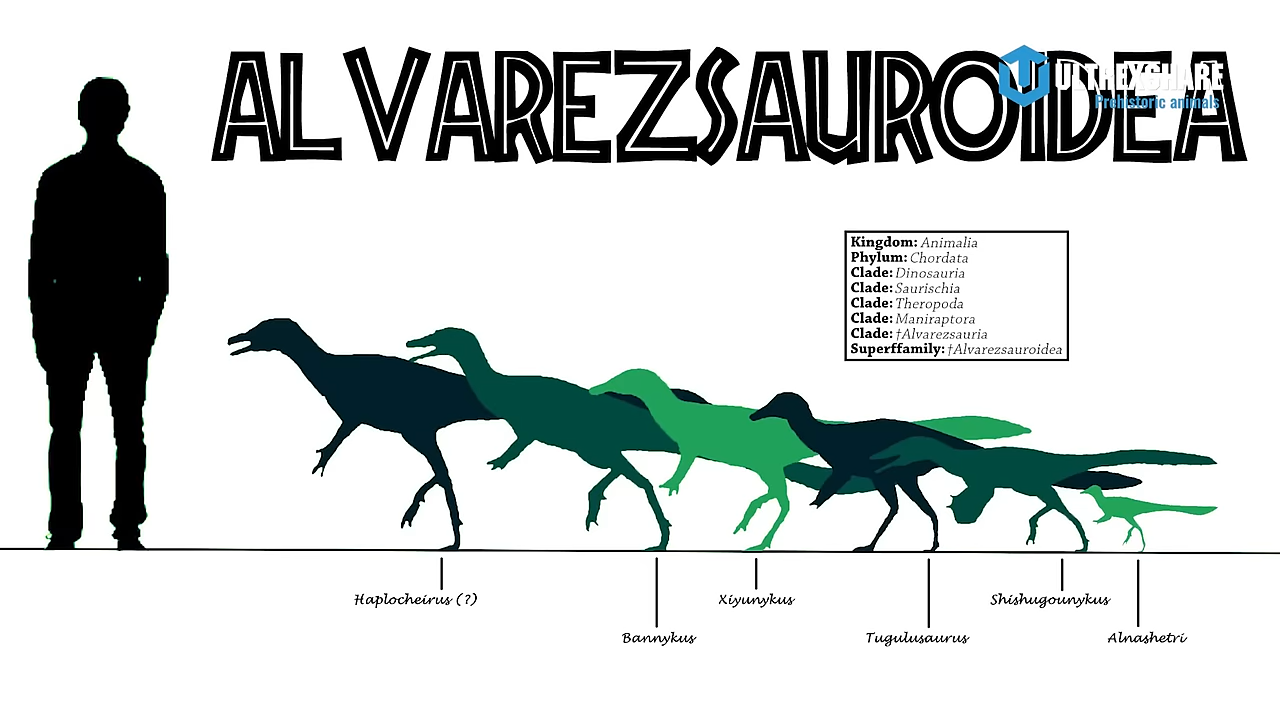 ALVAREZSAUROIDEA
ULTREXSHARE
Prehistoric animals
Kingdom: Animalia
Phylum: Chordata
Clade: Dinosauria
Clade: Saurischia
Clade: Theropoda
Clade: Maniraptora
Clade: †Alvarezsauria
Superffamily: †Alvarezsauroidea
Haplocheirus (?)
Xiyunykus
Shishugounykus
Bannykus
Tugulusaurus
Alnashetri